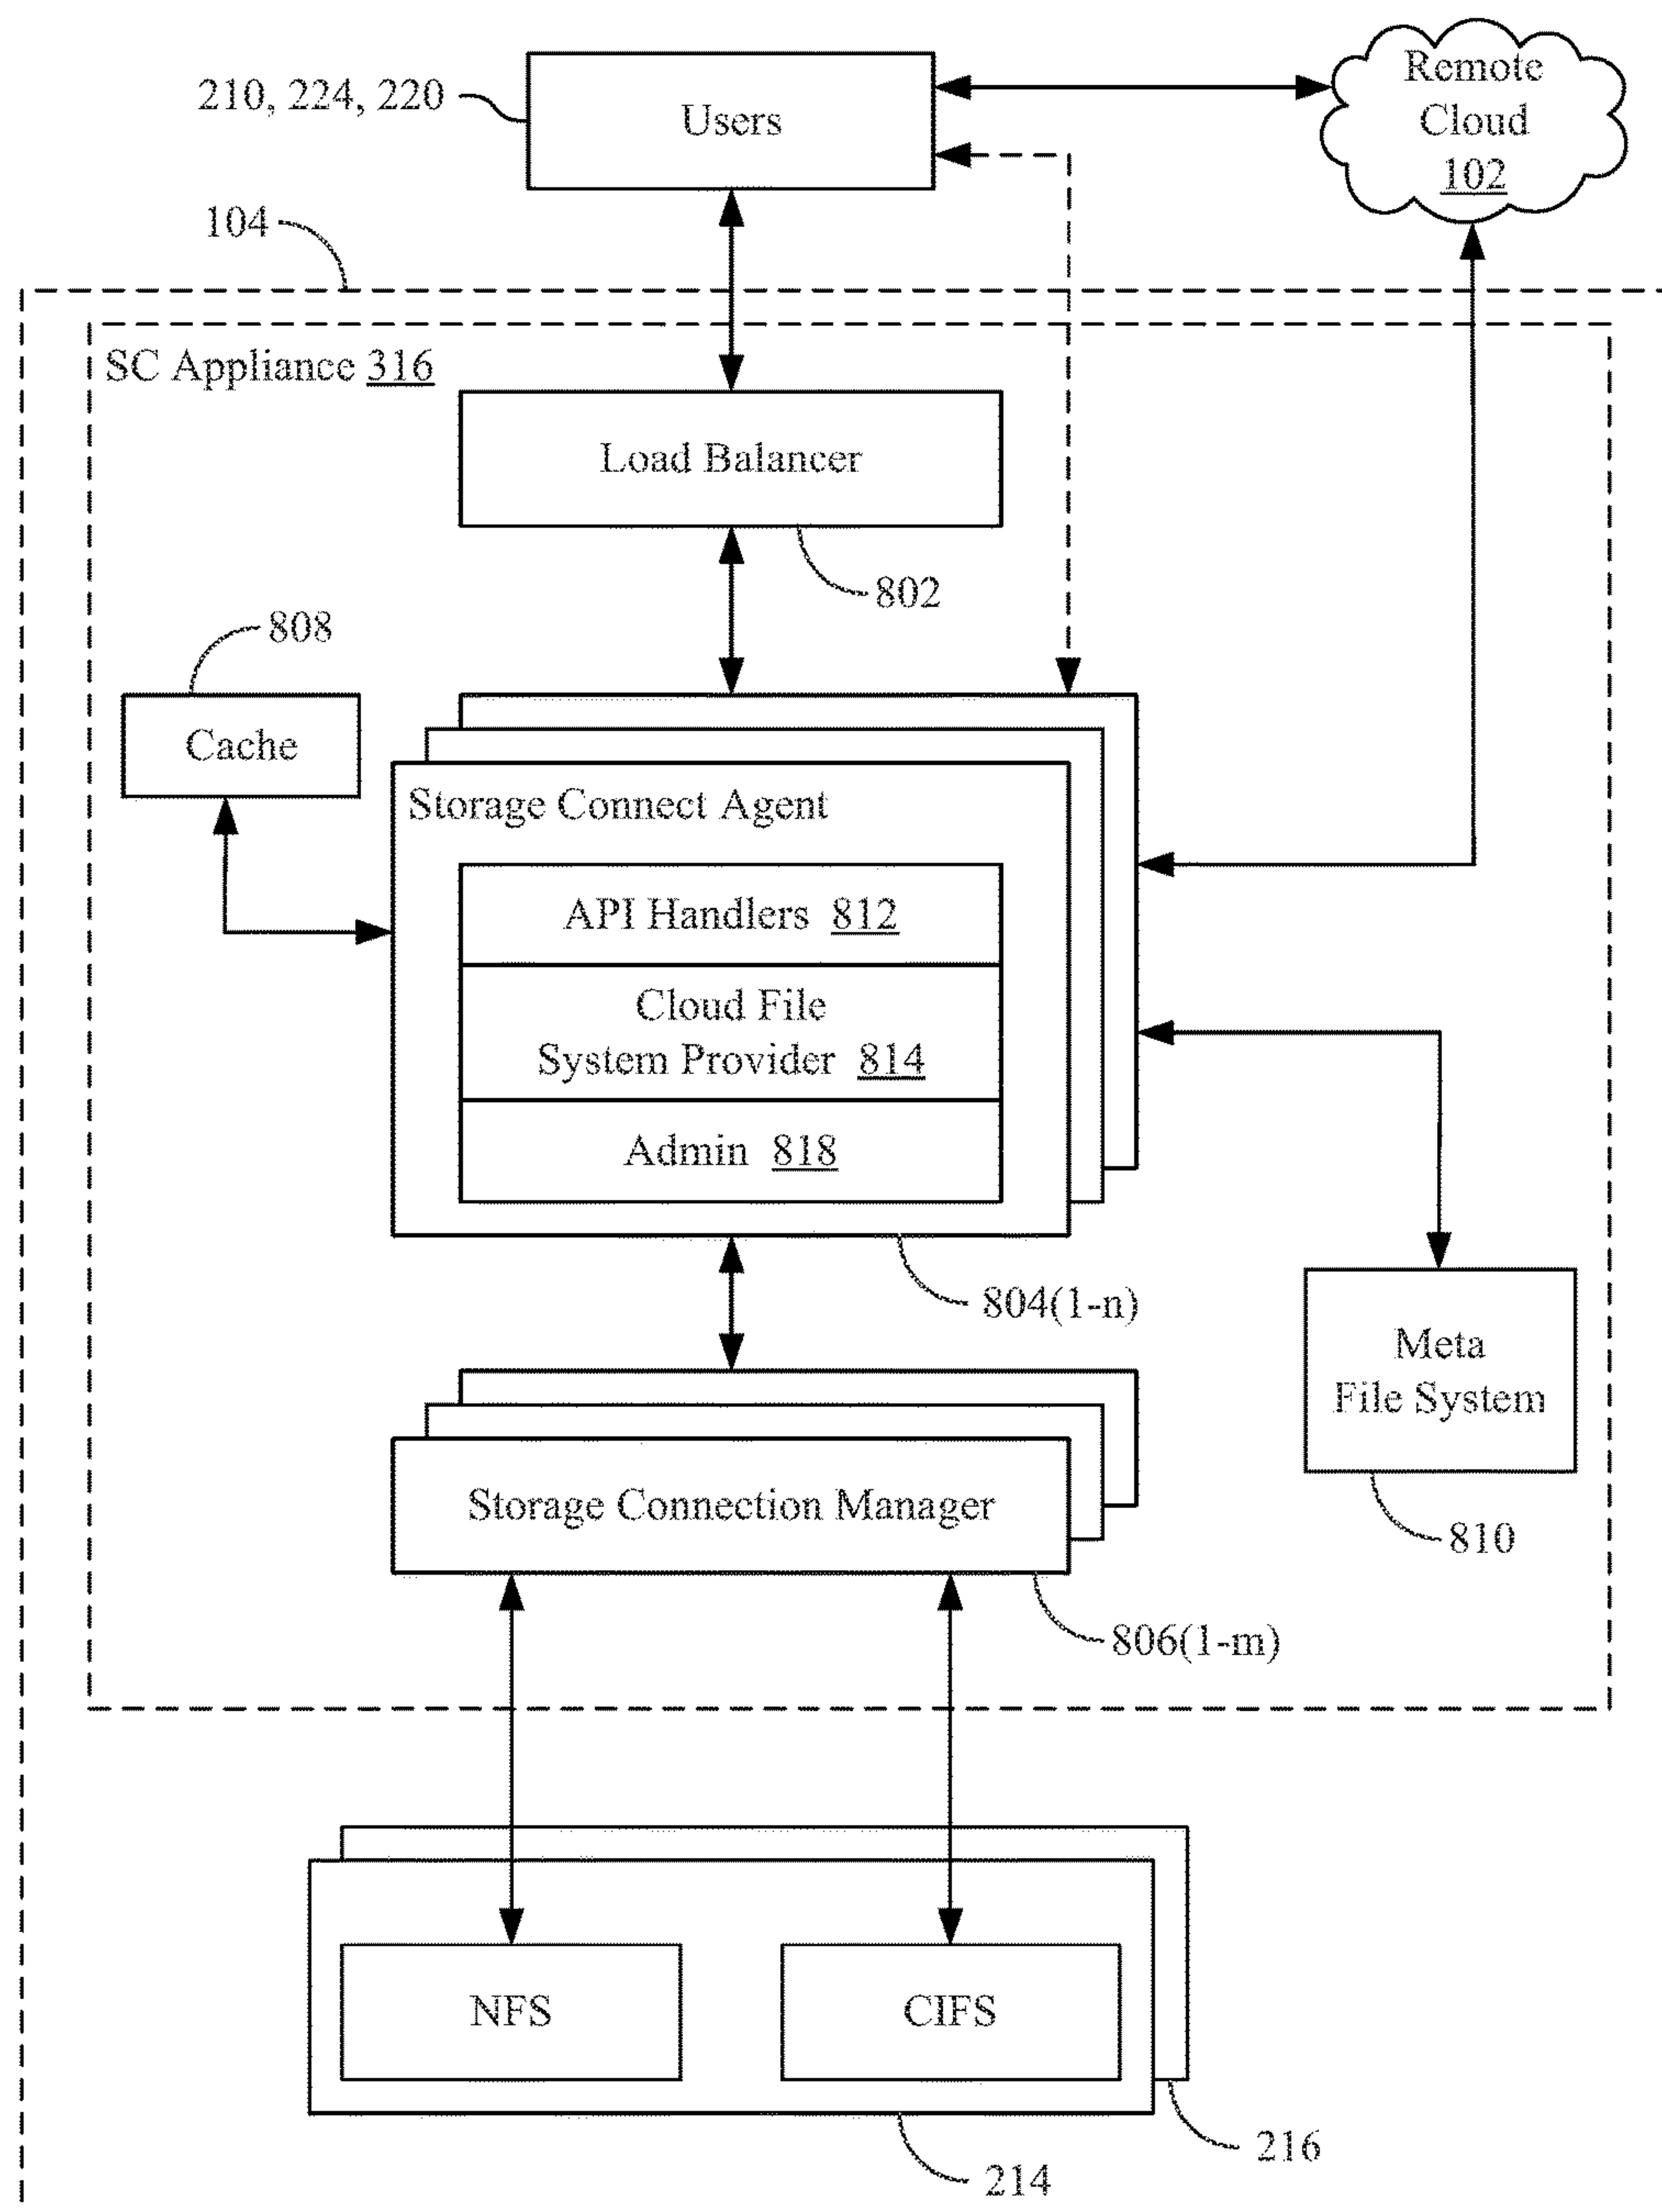 Remote
Cloud
102
210, 224, 220
Users
104
SC Appliance 316
Load Balancer
802
808
Cache
Storage Connect Agent
API Handlers 812
Cloud File
System Provider 814
Admin 818
804(1-n)
Meta
File System
810
Storage Connection Manager
806(1-m)
NFS
CIFS
216
214